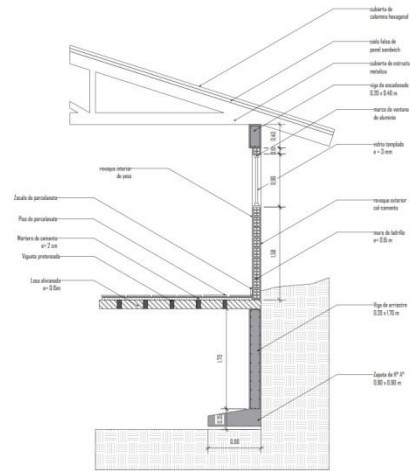 cubierta de
calamina hexagonal
cielo falso de
panel sandwich
cubierta de estructura
metalica
viga de encadenado
0.20 x 0.40 m
marco de ventana
de aluminio
vidrio templado
e = 3 mm
revoque interior
de yeso
revoque exterior
cal-cemento
muro de ladrillo
e= 0.15 m
Zocalo de porcelanato
Piso de porcelanato
Mortero de cemento
e= 2 cm
Vigueta pretensada
Losa alivianada
e= 0.15m
Viga de arriostre
0.20 x 1.70 m
Zapata de Hº Aº
0.90 x 0.90 m
0.40
0.90
1.50
1.70
0.90